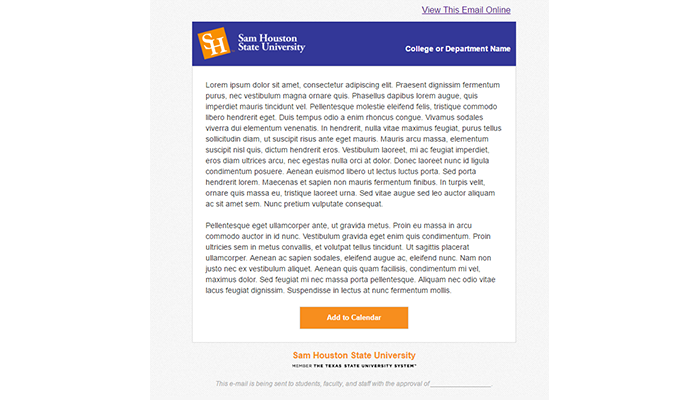 View This Email Online
SH
Sam Houston
State University
College or Department Name
Lorem ipsum dolor sit amet, consectetur adipiscing elit. Praesent dignissim fermentum
purus, nec vestibulum magna ornare quis. Phasellus dapibus lorem augue, quis
imperdiet mauris tincidunt vel. Pellentesque molestie eleifend felis, tristique commodo
libero hendrerit eget. Duis tempus odio a enim rhoncus congue. Vivamus sodales
viverra dui elementum venenatis. In hendrerit, nulla vitae maximus feugiat, purus tellus
sollicitudin diam, ut suscipit risus ante eget mauris. Mauris arcu massa, elementum
suscipit nisl quis, dictum hendrerit eros. Vestibulum laoreet, mi ac feugiat imperdiet,
eros diam ultrices arcu, nec egestas nulla orci at dolor. Donec laoreet nunc id ligula
condimentum posuere. Aenean euismod libero ut lectus luctus porta. Sed porta
hendrerit lorem. Maecenas et sapien non mauris fermentum finibus. In turpis velit,
ornare quis massa eu, tristique laoreet urna. Sed vitae augue sed leo auctor aliquam
ac sit amet sem. Nunc pretium vulputate consequat.
Pellentesque eget ullamcorper ante, ut gravida metus. Proin eu massa in arcu
commodo auctor in id nunc. Vestibulum gravida eget enim quis condimentum. Proin
ultricies sem in metus convallis, et volutpat tellus tincidunt. Ut sagittis placerat
ullamcorper. Aenean ac sapien sodales, eleifend augue ac, eleifend nunc. Nam non
justo nec ex vestibulum aliquet. Aenean quis quam facilisis, condimentum mi vel,
maximus dolor. Sed feugiat mi nec massa porta pellentesque. Aliquam nec odio vitae
lacus feugiat dignissim. Suspendisse in lectus at nunc fermentum mollis.
Add to Calendar
Sam Houston State University
MEMBER THE TEXAS STATE UNIVERSITY SYSTEM™
This e-mail is being sent to students, faculty, and staff with the approval of __________________.